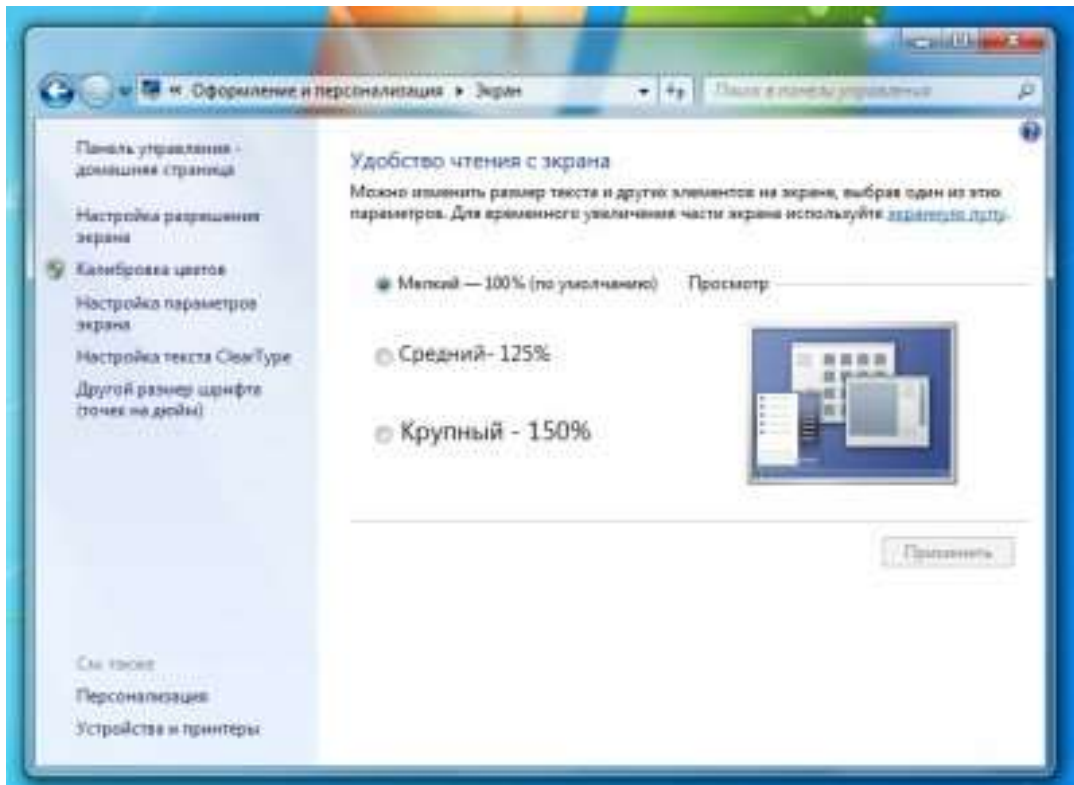 « Оформление и персонализация ▸ Экран
Поиск в панели управления
Панель управления -
домашняя страница
Настройка разрешения
экрана
Калибровка цветов
Настройка параметров
экрана
Настройка текста ClearType
Другой размер шрифта
(точек на дюйм)
См. также
Персонализация
Устройства и принтеры
Удобство чтения с экрана
Можно изменить размер текста и других элементов на экране, выбрав один из этих
параметров. Для временного увеличения части экрана используйте экранную лупу.
Мелкий — 100% (по умолчанию)
Просмотр
Средний- 125%
Крупный - 150%
Применить